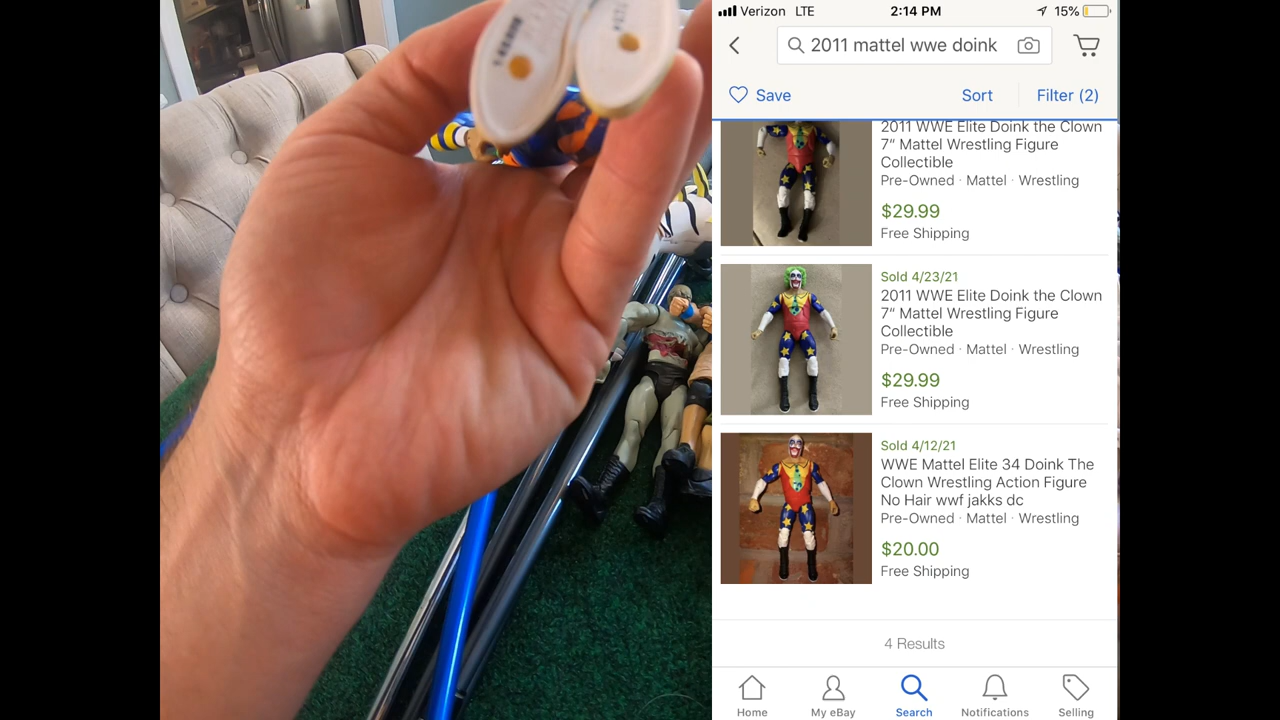 Verizon LTE
2:14 PM
15%
2011 mattel wwe doink
Save
Sort
Filter (2)
2011 WWE Elite Doink the Clown
7“ Mattel Wrestling Figure
Collectible
Pre-Owned · Mattel · Wrestling
$29.99
Free Shipping
Sold 4/23/21
2011 WWE Elite Doink the Clown
7“ Mattel Wrestling Figure
Collectible
Pre-Owned · Mattel · Wrestling
$29.99
Free Shipping
Sold 4/12/21
WWE Mattel Elite 34 Doink The
Clown Wrestling Action Figure
No Hair wwf jakks dc
Pre-Owned · Mattel · Wrestling
$20.00
Free Shipping
4 Results
Home
My eBay
Search
Notifications
Selling